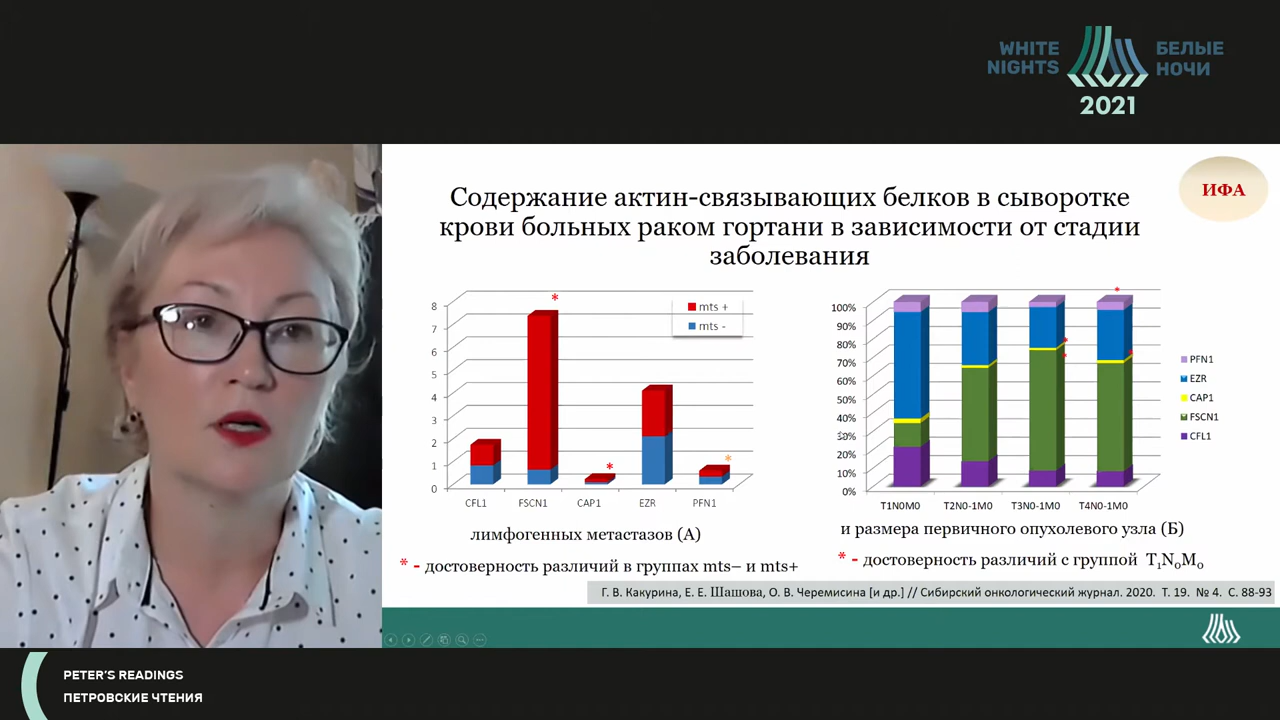 WHITE NIGHTS
БЕЛЫЕ НОЧИ
2021
ИФА
Содержание актин-связывающих белков в сыворотке
крови больных раком гортани в зависимости от стадии
заболевания
8
7
6
5
4
3
2
1
0
mts +
mts -
*
*
*
CFL1 FSCN1 CAP1 EZR PFN1
лимфогенных метастазов (А)
* - достоверность различий в группах mts– и mts+
100%
90%
80%
70%
60%
50%
40%
30%
20%
10%
0%
*
*
*
*
PFN1
EZR
CAP1
FSCN1
CFL1
T1N0M0 T2N0-1M0 T3N0-1M0 T4N0-1M0
и размера первичного опухолевого узла (Б)
* - достоверность различий с группой T₁N₀M₀
Г. В. Какурина, Е. Е. Шашова, О. В. Черемисина [и др.] // Сибирский онкологический журнал. 2020. Т. 19. № 4. С. 88-93
PETER'S READINGS
ПЕТРОВСКИЕ ЧТЕНИЯ